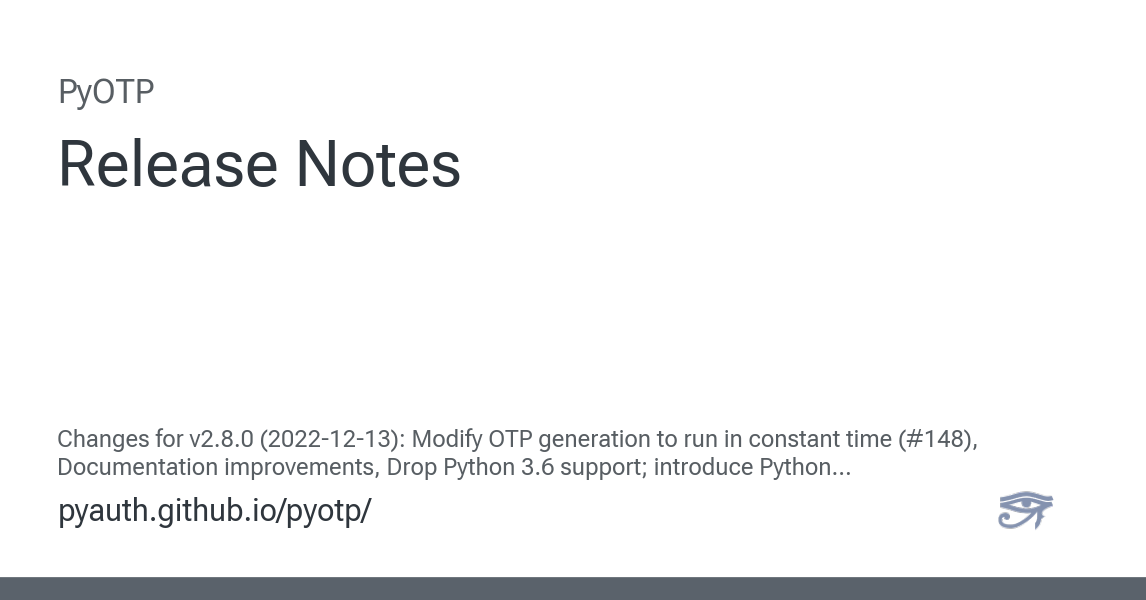 PyOTP
Release Notes
Changes for v2.8.0 (2022-12-13): Modify OTP generation to run in constant time (#148),
Documentation improvements, Drop Python 3.6 support; introduce Python...
pyauth.github.io/pyotp/